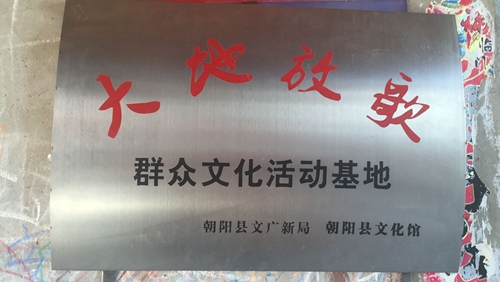 大地放歌
群众文化活动基地
朝阳县文广新局 朝阳县文化馆